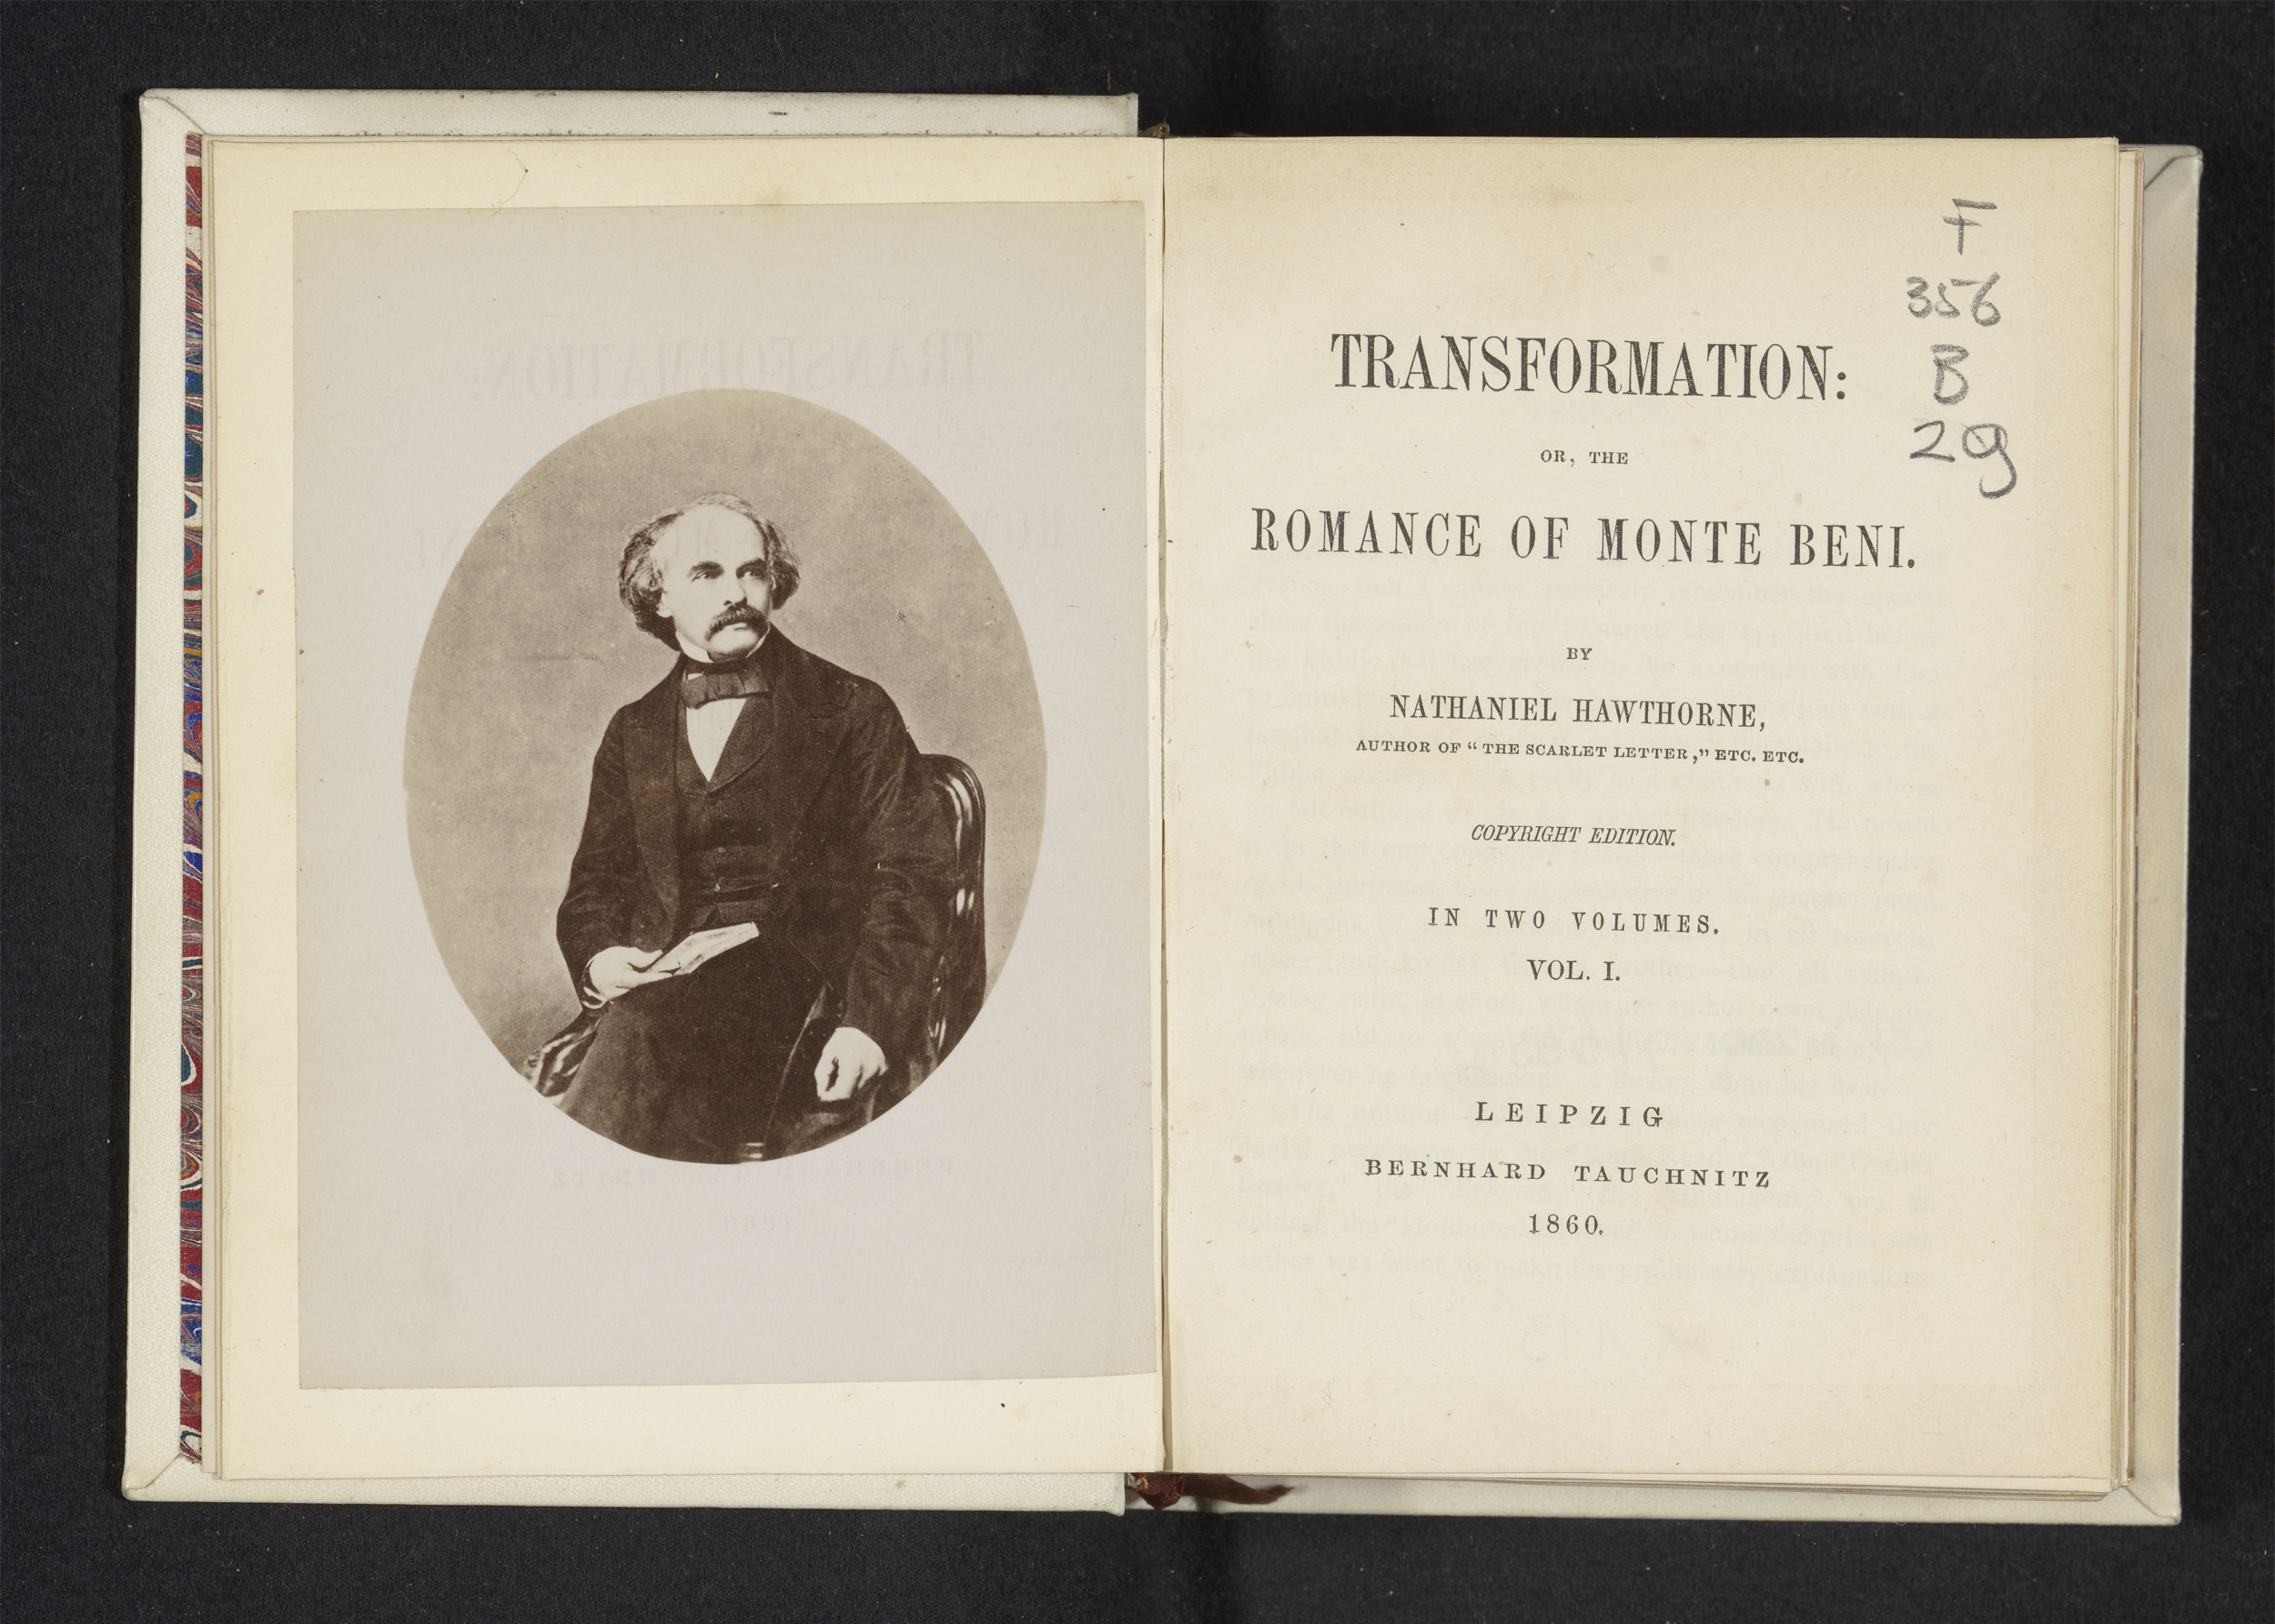 F
356
B
29
TRANSFORMATION:
OR, THE
ROMANCE OF MONTE BENI.
BY
NATHANIEL HAWTHORNE,
AUTHOR OF “THE SCARLET LETTER,” ETC. ETC.
COPYRIGHT EDITION.
IN TWO VOLUMES.
VOL. I.
LEIPZIG
BERNHARD TAUCHNITZ
1860.